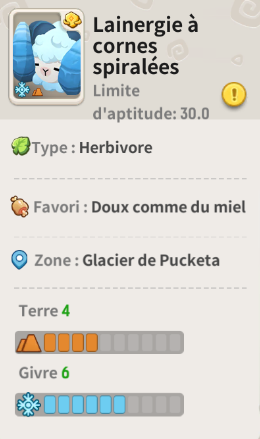 Lainergie à
cornes
spiralées
Limite
d'aptitude: 30.0
Type : Herbivore
Favori : Doux comme du miel
Zone : Glacier de Pucketa
Terre 4
Givre 6